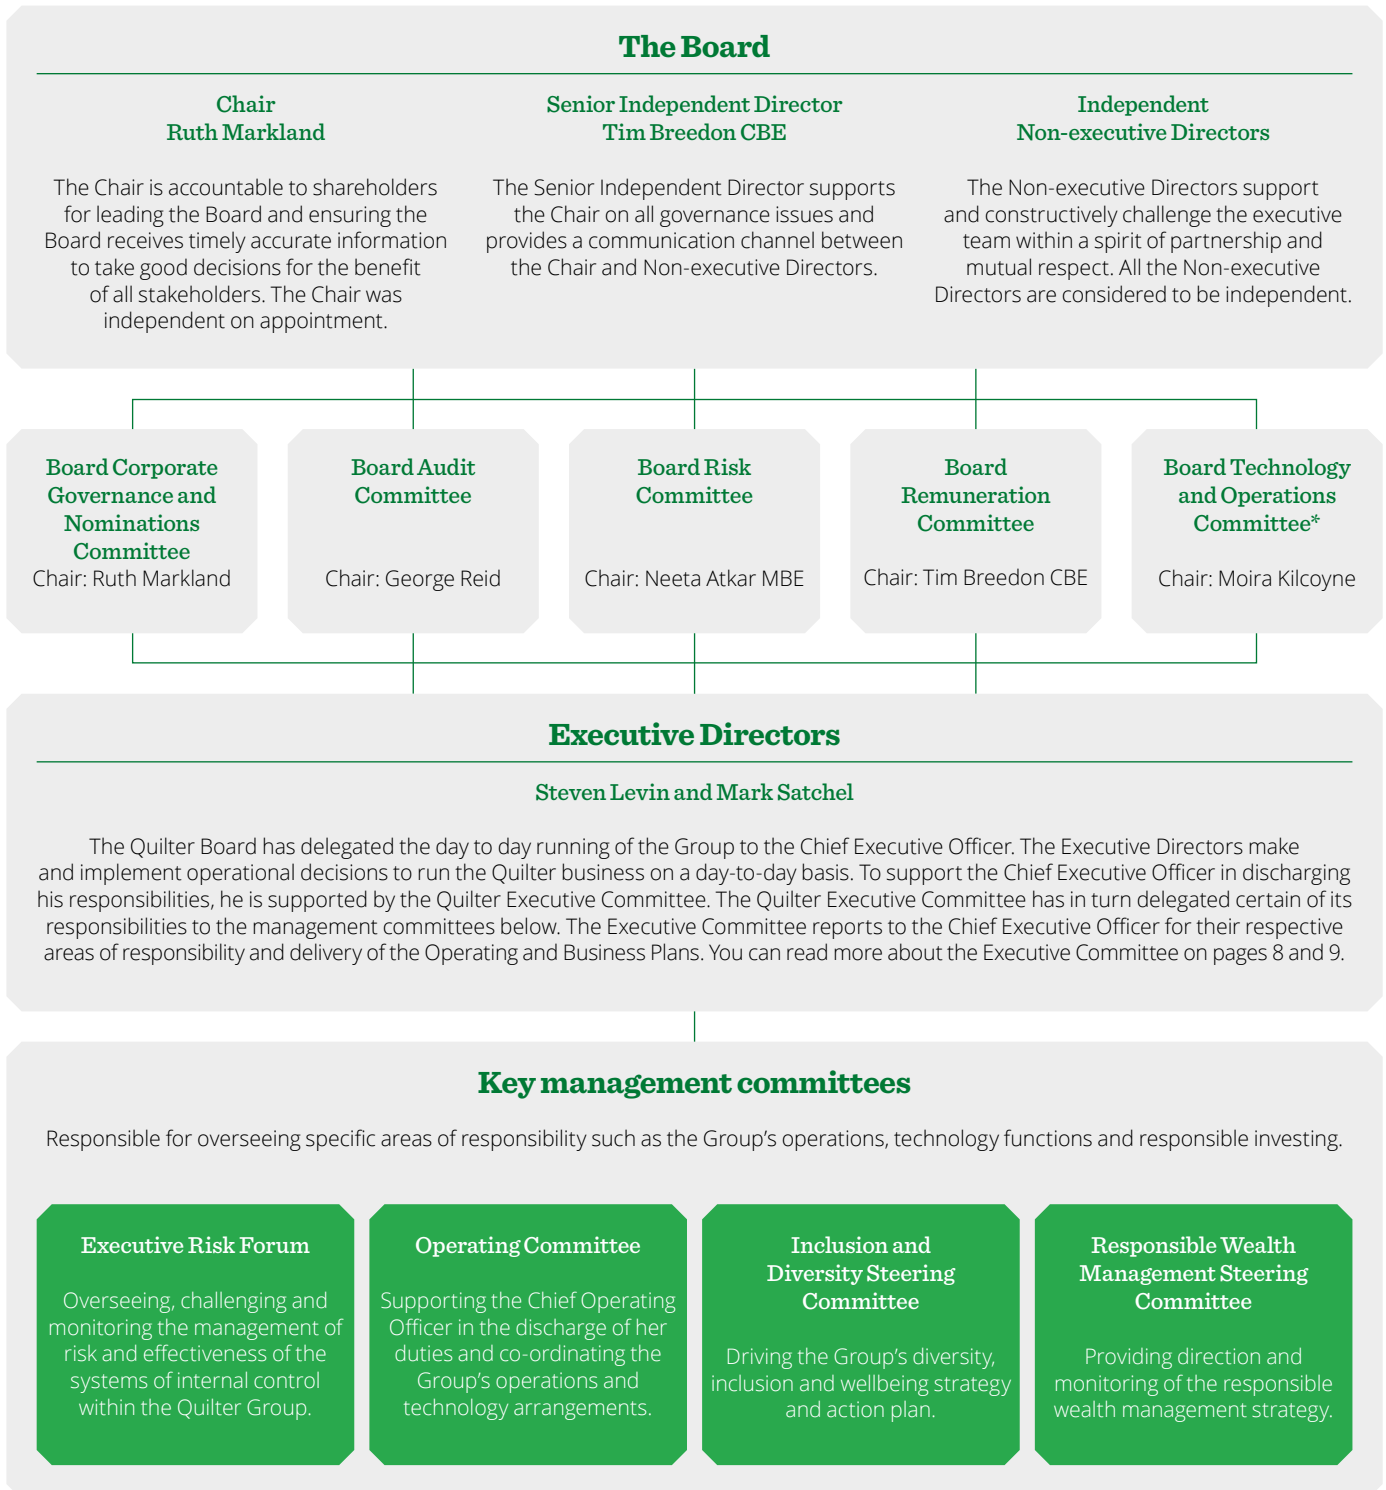 The Board
Chair
Ruth Markland
The Chair is accountable to shareholders
for leading the Board and ensuring the
Board receives timely accurate information
to take good decisions for the benefit
of all stakeholders. The Chair was
independent on appointment.
Senior Independent Director
Tim Breedon CBE
The Senior Independent Director supports
the Chair on all governance issues and
provides a communication channel between
the Chair and Non-executive Directors.
Independent
Non-executive Directors
The Non-executive Directors support
and constructively challenge the executive
team within a spirit of partnership and
mutual respect. All the Non-executive
Directors are considered to be independent.
Board Corporate
Governance and
Nominations
Committee
Chair: Ruth Markland
Board Audit
Committee
Chair: George Reid
Board Risk
Committee
Chair: Neeta Atkar MBE
Board
Remuneration
Committee
Chair: Tim Breedon CBE
Board Technology
and Operations
Committee*
Chair: Moira Kilcoyne
Executive Directors
Steven Levin and Mark Satchel
The Quilter Board has delegated the day to day running of the Group to the Chief Executive Officer. The Executive Directors make
and implement operational decisions to run the Quilter business on a day-to-day basis. To support the Chief Executive Officer in discharging
his responsibilities, he is supported by the Quilter Executive Committee. The Quilter Executive Committee has in turn delegated certain of its
responsibilities to the management committees below. The Executive Committee reports to the Chief Executive Officer for their respective
areas of responsibility and delivery of the Operating and Business Plans. You can read more about the Executive Committee on pages 8 and 9.
Key management committees
Responsible for overseeing specific areas of responsibility such as the Group's operations, technology functions and responsible investing.
Executive Risk Forum
Overseeing, challenging and
monitoring the management of
risk and effectiveness of the
systems of internal control
within the Quilter Group.
Operating Committee
Supporting the Chief Operating
Officer in the discharge of her
duties and co-ordinating the
Group's operations and
technology arrangements.
Inclusion and
Diversity Steering
Committee
Driving the Group's diversity,
inclusion and wellbeing strategy
and action plan.
Responsible Wealth
Management Steering
Committee
Providing direction and
monitoring of the responsible
wealth management strategy.